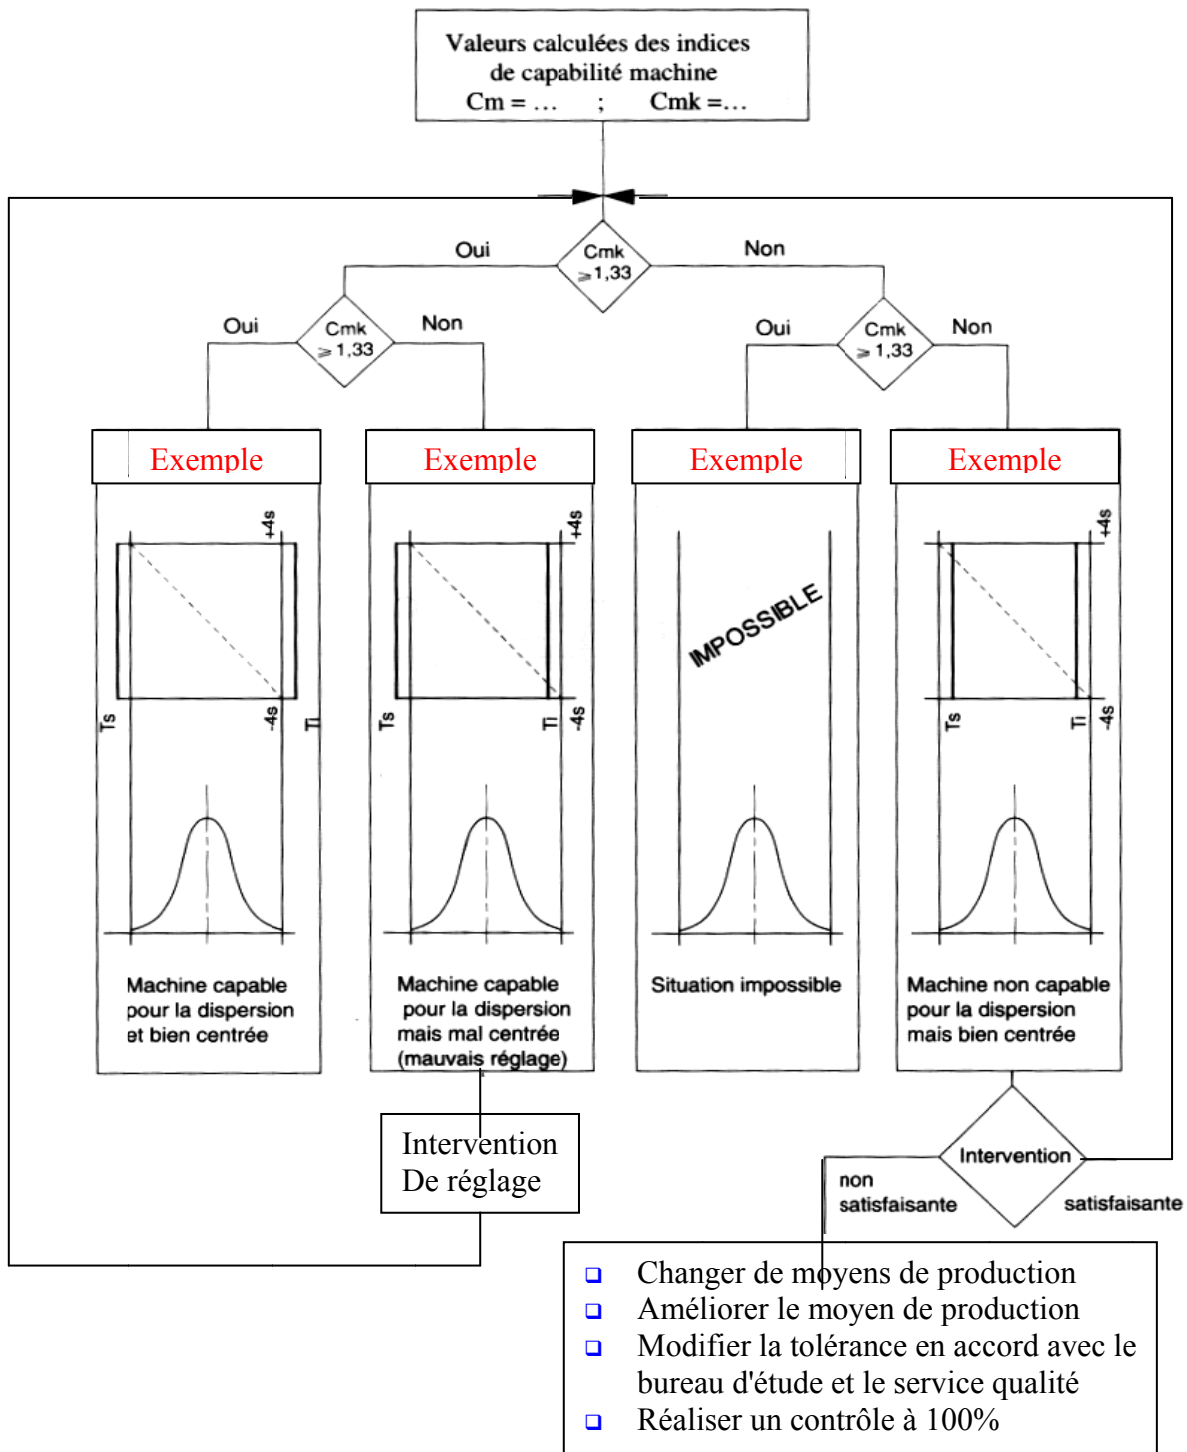 Valeurs calculées des indices
de capabilité machine
Cm = ... ; Cmk =...
Oui
Cmk
≥ 1,33
Non
Oui
Cmk
≥ 1,33
Non
Oui
Cmk
≥ 1,33
Non
Exemple
Exemple
Exemple
Exemple
+4s
Ts
-4s
Ti
+4s
Ts
Ti
-4s
IMPOSSIBLE
+4s
Ts
Ti
-4s
Machine capable
pour la dispersion
et bien centrée
Machine capable
pour la dispersion
mais mal centrée
(mauvais réglage)
Situation impossible
Machine non capable
pour la dispersion
mais bien centrée
Intervention
De réglage
Intervention
non
satisfaisante
satisfaisante
Changer de moyens de production
Améliorer le moyen de production
Modifier la tolérance en accord avec le
bureau d'étude et le service qualité
Réaliser un contrôle à 100%